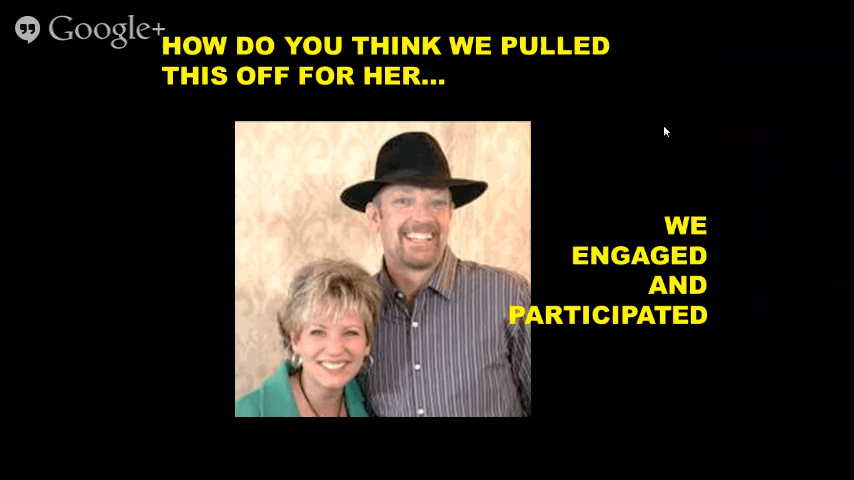 Google+
HOW DO YOU THINK WE PULLED
THIS OFF FOR HER...
WE
ENGAGED
AND
PARTICIPATED